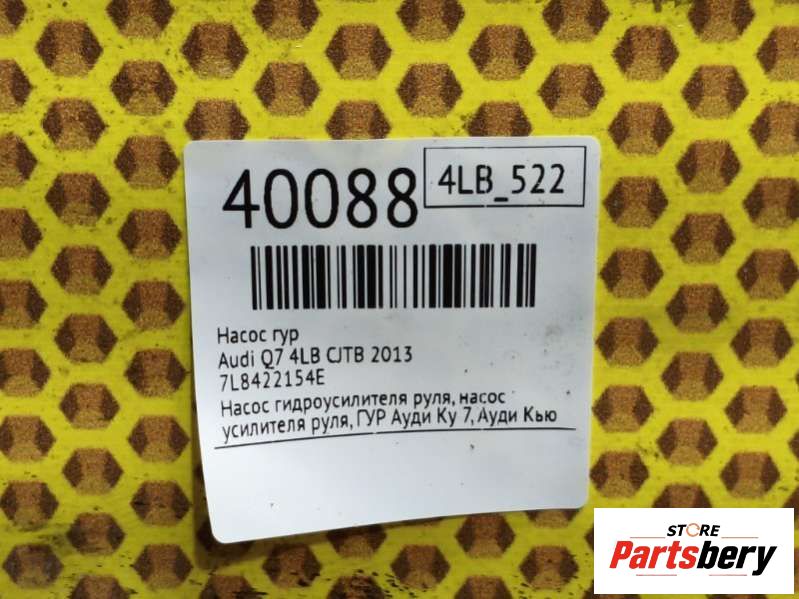 40088
4LB_522
Насос гур
Audi Q7 4LB CJTB 2013
7L8422154E
Насос гидроусилителя руля, насос
усилителя руля, ГУР Ауди Ку 7, Ауди Кью
STORE
Partsbery